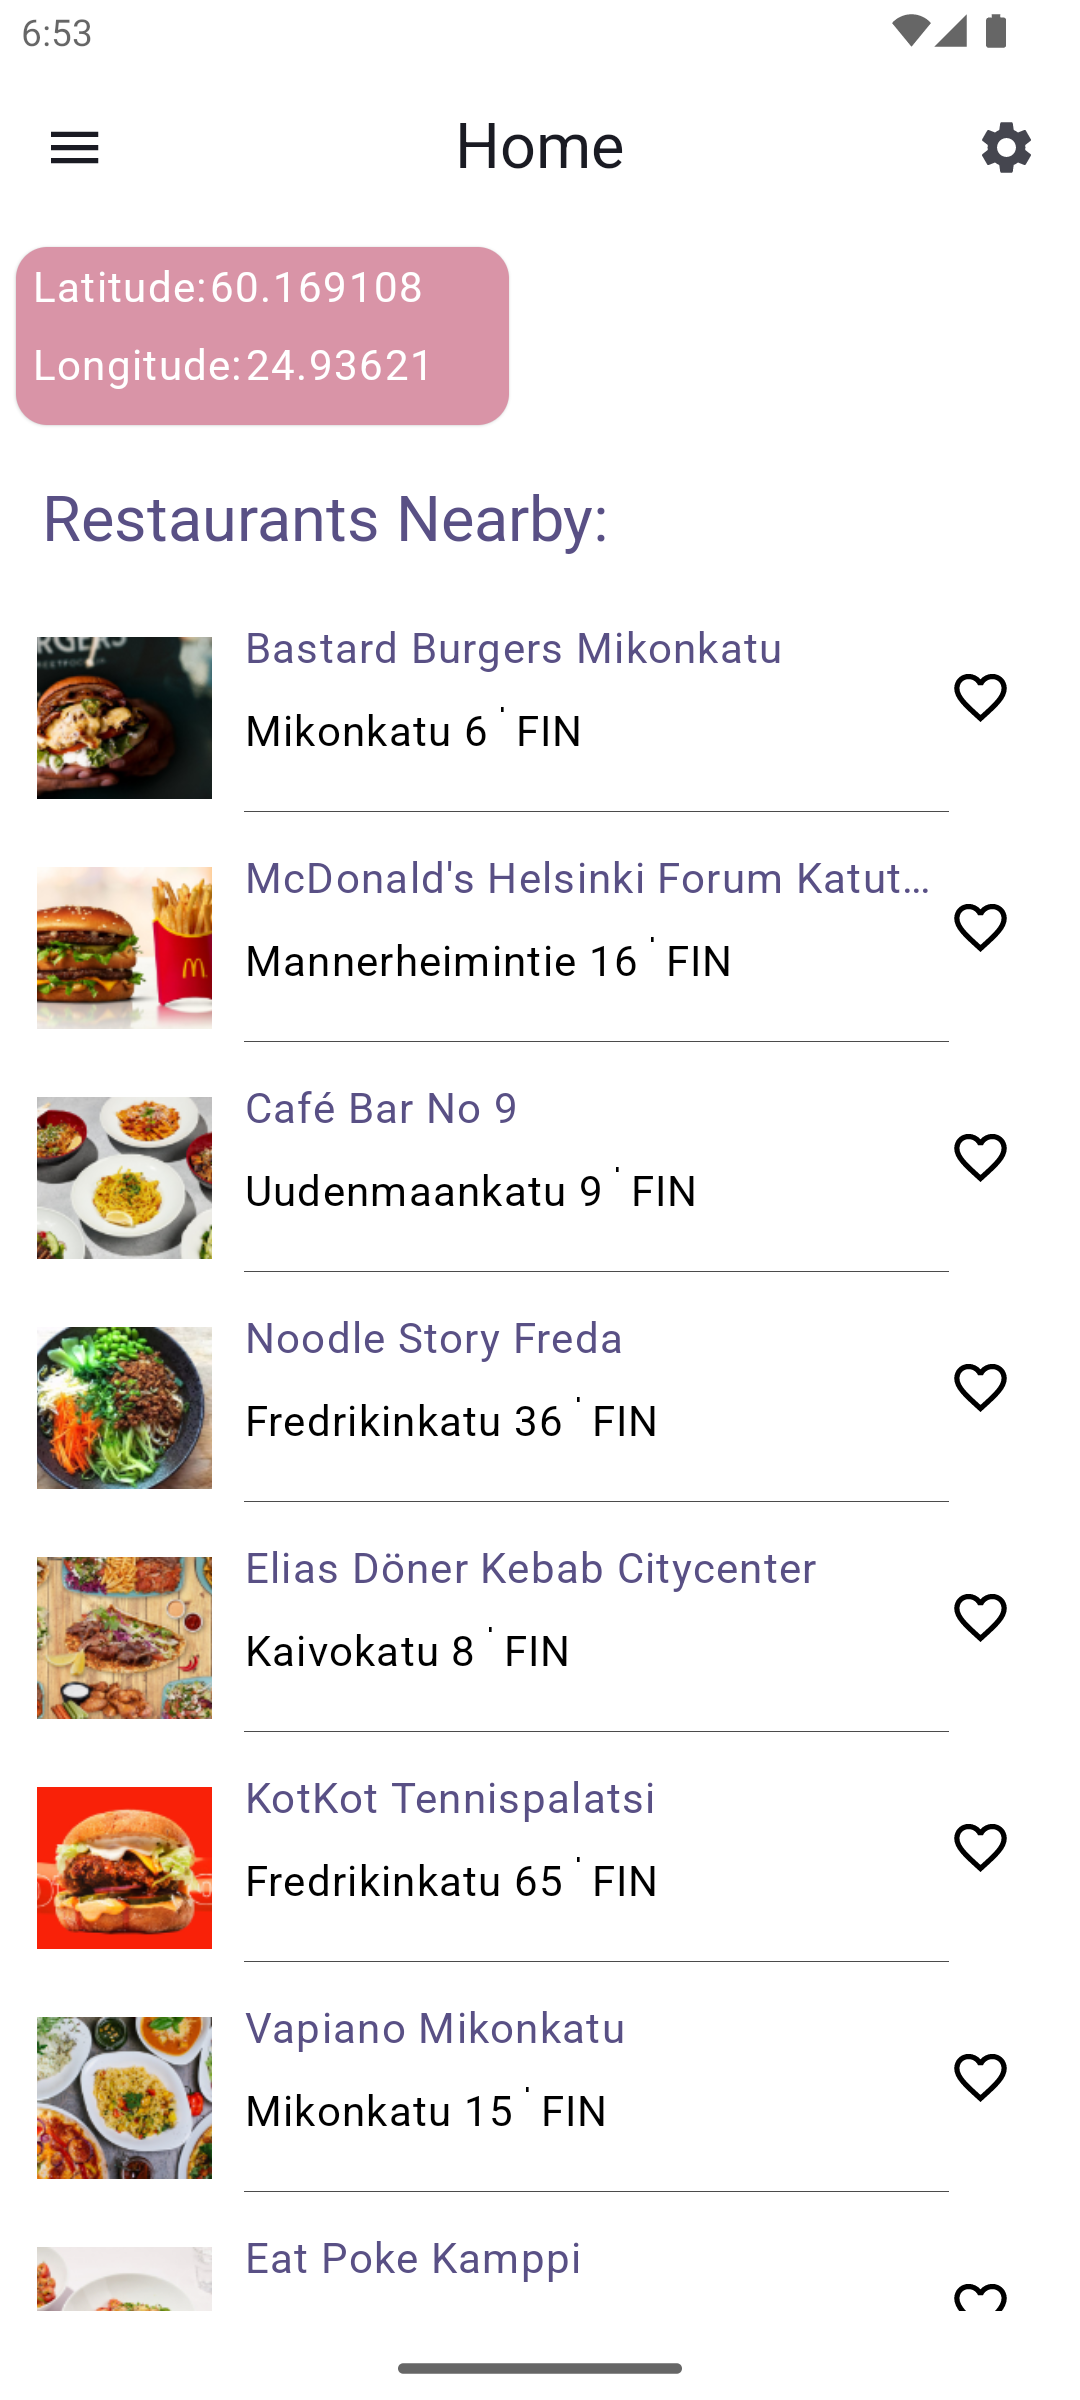 6:53
Home
Latitude:60.169108
Longitude:24.93621
Restaurants Nearby:
Bastard Burgers Mikonkatu
Mikonkatu 6 ˈ FIN
McDonald's Helsinki Forum Katut…
Mannerheimintie 16 ˈ FIN
Café Bar No 9
Uudenmaankatu 9 ˈ FIN
Noodle Story Freda
Fredrikinkatu 36 ˈ FIN
Elias Döner Kebab Citycenter
Kaivokatu 8 ˈ FIN
KotKot Tennispalatsi
Fredrikinkatu 65 ˈ FIN
Vapiano Mikonkatu
Mikonkatu 15 ˈ FIN
Eat Poke Kamppi